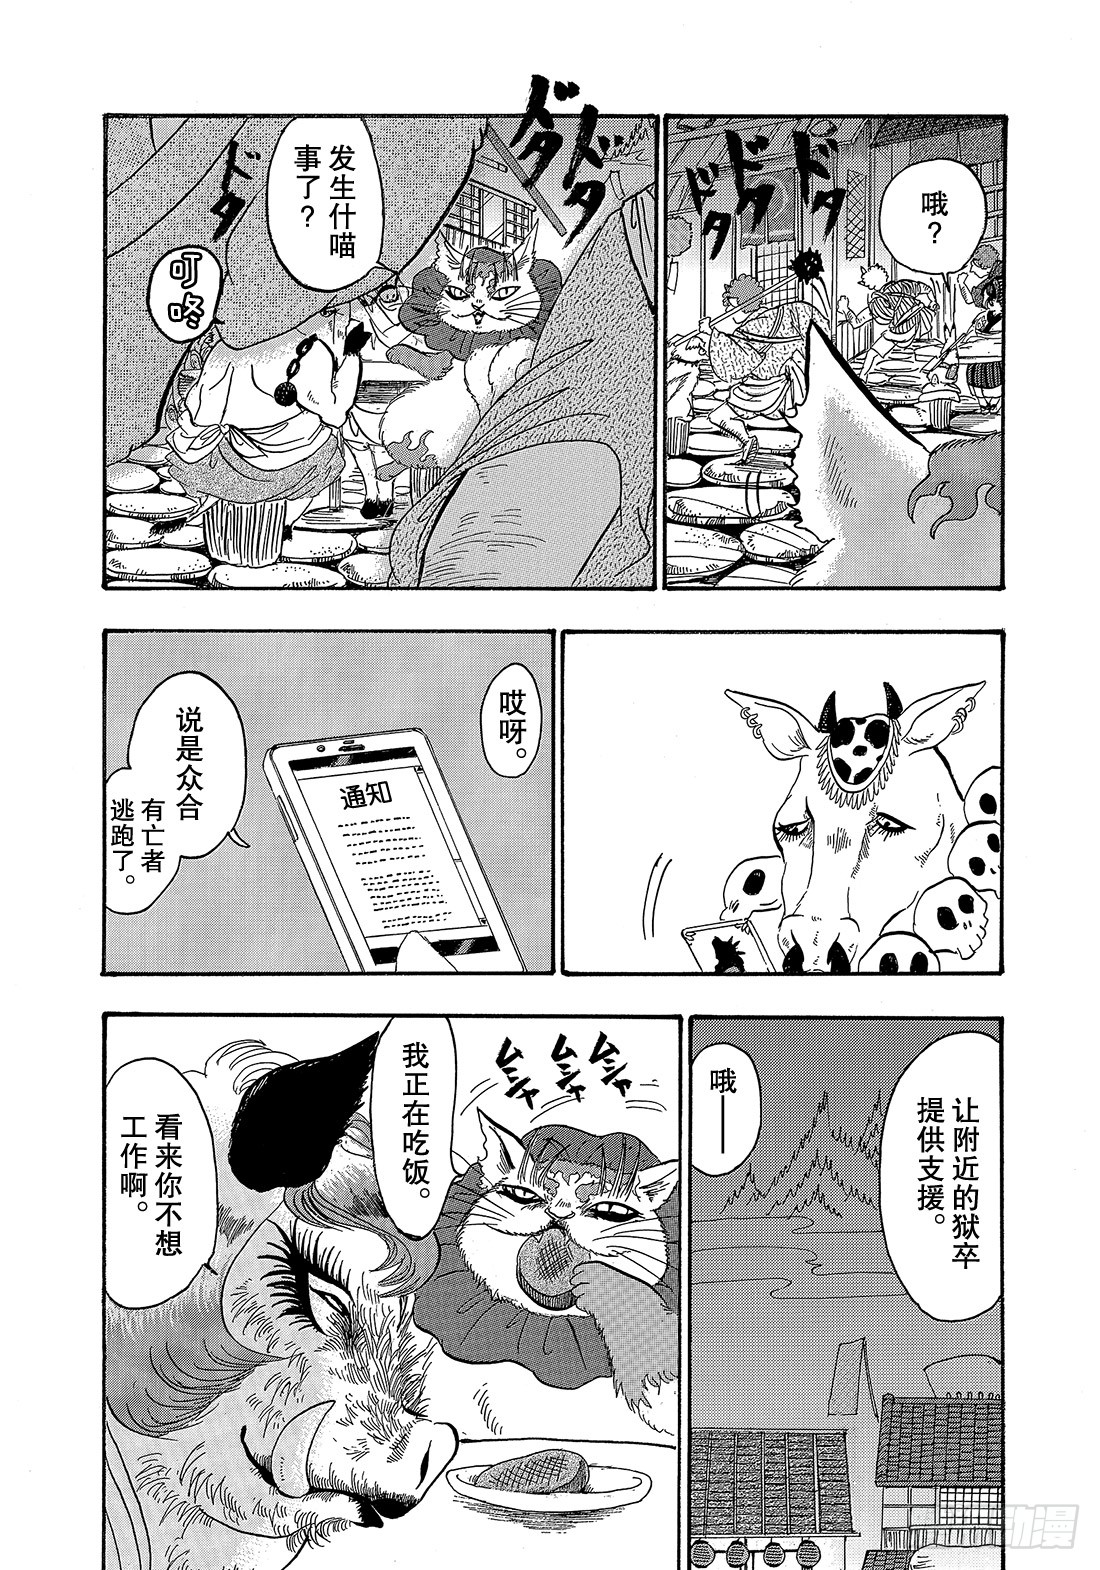 哦？
ドタ
ドタ
ドタ
ドタ
ドタ
ドタ
发生什喵
事了？
叮咚
哎呀。
通知
说是众合
有亡者
逃跑了。
让附近的狱卒
提供支援。
哦——
ムシャ
ムシャ
ムシャ
我正在吃饭。
看来你不想
工作啊。
动漫